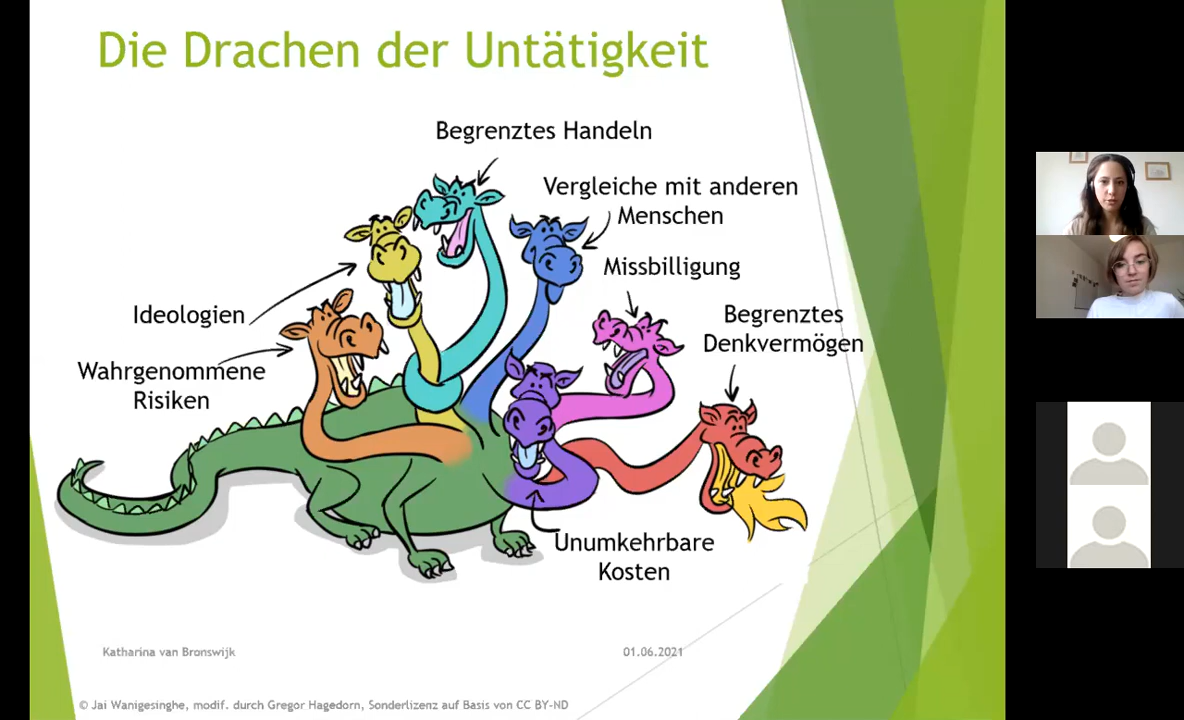 Die Drachen der Untätigkeit
Begrenztes Handeln
Vergleiche mit anderen
Menschen
Missbilligung
Begrenztes
Denkvermögen
Ideologien
Wahrgenommene
Risiken
Unumkehrbare
Kosten
Katharina van Bronswijk
01.06.2021
© Jai Wanigesinghe, modif. durch Gregor Hagedorn, Sonderlizenz auf Basis von CC BY-ND